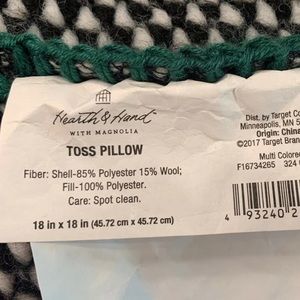 Hearth & Hand™
WITH MAGNOLIA
TOSS PILLOW
Fiber: Shell-85% Polyester 15% Wool;
Fill-100% Polyester.
Care: Spot clean.
18 in x 18 in (45.72 cm x 45.72 cm)
Dist. by Target Co
Minneapolis, MN 5
Origin: China
©2017 Target Bran
Multi Colored
F16734265 324
4 93240 2